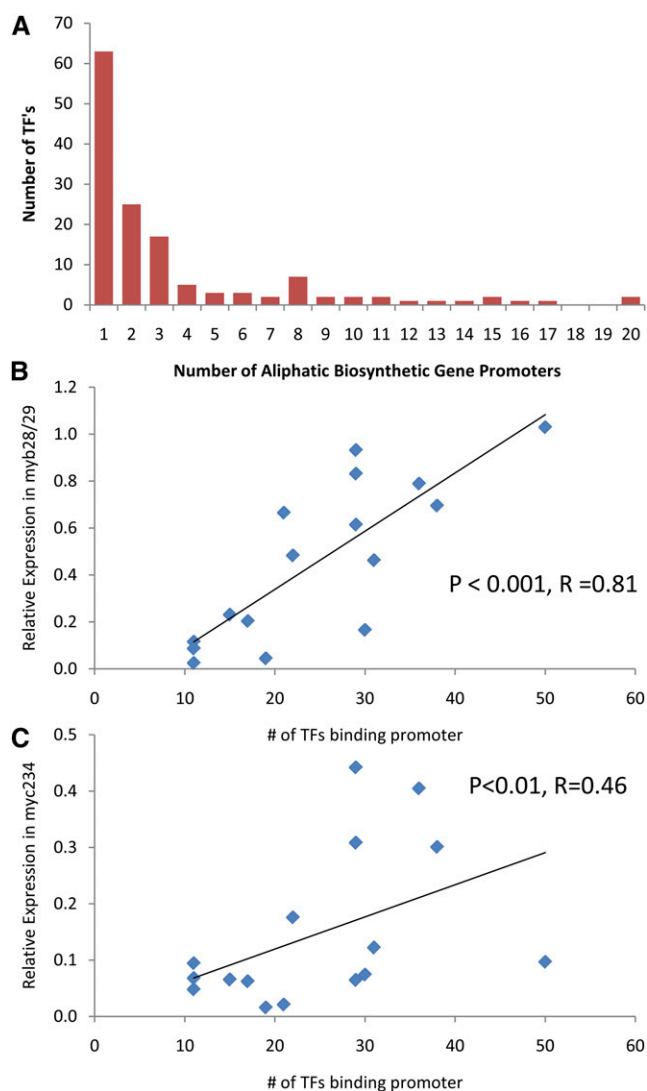 A
Number of TF's
70
60
50
40
30
20
10
0
1 2 3 4 5 6 7 8 9 10 11 12 13 14 15 16 17 18 19 20
Number of Aliphatic Biosynthetic Gene Promoters
B
Relative Expression in myb28/29
1.2
1.0
0.8
0.6
0.4
0.2
0.0
P < 0.001, R =0.81
0 10 20 30 40 50 60
# of TFs binding promoter
C
Relative Expression in myc234
0.5
0.4
0.3
0.2
0.1
0.0
P<0.01, R=0.46
0 10 20 30 40 50 60
# of TFs binding promoter